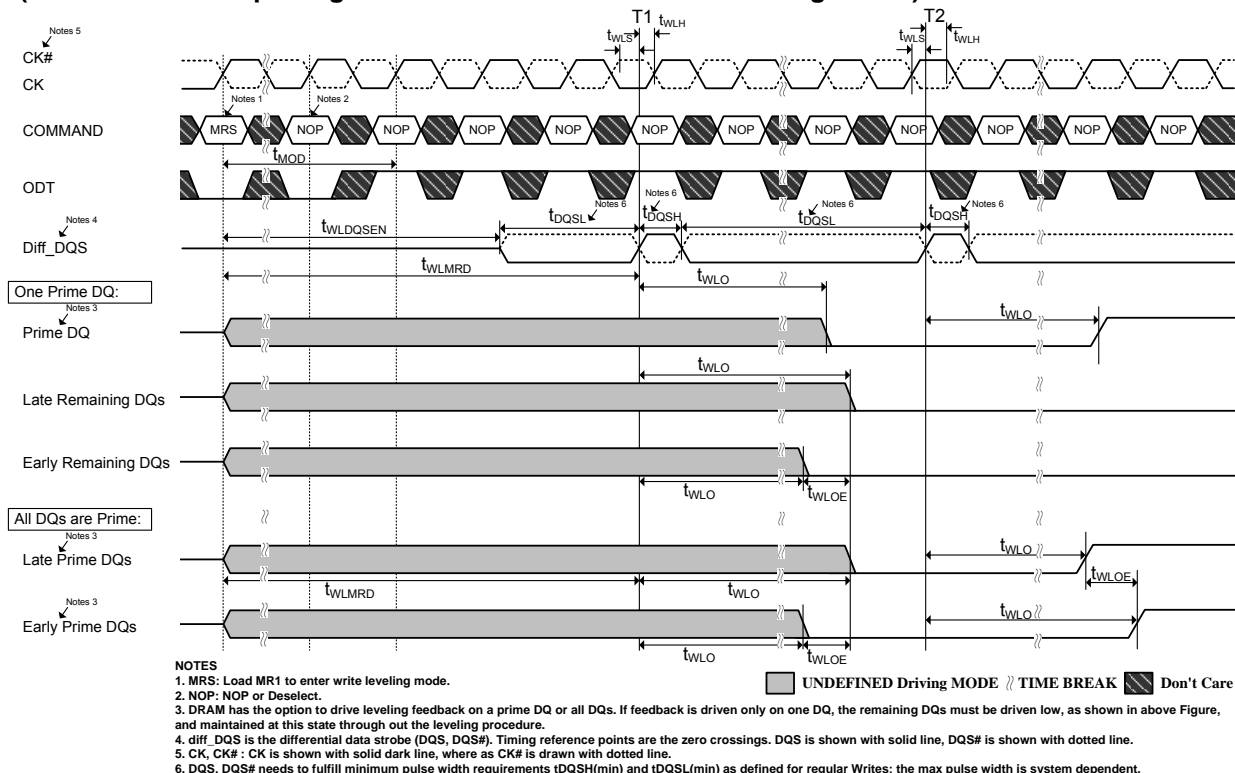 T1
T2
Notes 5
tWLS
tWLH
tWLS
tWLH
CK#
CK
Notes 1
Notes 2
COMMAND
MRS
NOP
NOP
NOP
NOP
NOP
NOP
NOP
NOP
NOP
NOP
NOP
tMOD
ODT
Notes 4
Notes 6
Notes 6
Notes 6
Notes 6
tWLDQSEN
tDQSL
tDQSH
tDQSL
tDQSH
Diff_DQS
tWLMRD
tWLO
One Prime DQ:
Notes 3
Prime DQ
tWLO
tWLO
Late Remaining DQs
Early Remaining DQs
tWLO
tWLOE
All DQs are Prime:
Notes 3
Late Prime DQs
tWLO
tWLOE
tWLMRD
tWLO
Notes 3
Early Prime DQs
tWLO
tWLO
tWLOE
NOTES
1. MRS: Load MR1 to enter write leveling mode.
2. NOP: NOP or Deselect.
UNDEFINED Driving MODE
TIME BREAK
Don't Care
3. DRAM has the option to drive leveling feedback on a prime DQ or all DQs. If feedback is driven only on one DQ, the remaining DQs must be driven low, as shown in above Figure,
and maintained at this state through out the leveling procedure.
4. diff_DQS is the differential data strobe (DQS, DQS#). Timing reference points are the zero crossings. DQS is shown with solid line, DQS# is shown with dotted line.
5. CK, CK# : CK is shown with solid dark line, where as CK# is drawn with dotted line.
6. DQS, DQS# needs to fulfill minimum pulse width requirements tDQSH(min) and tDQSL(min) as defined for regular Writes; the max pulse width is system dependent.